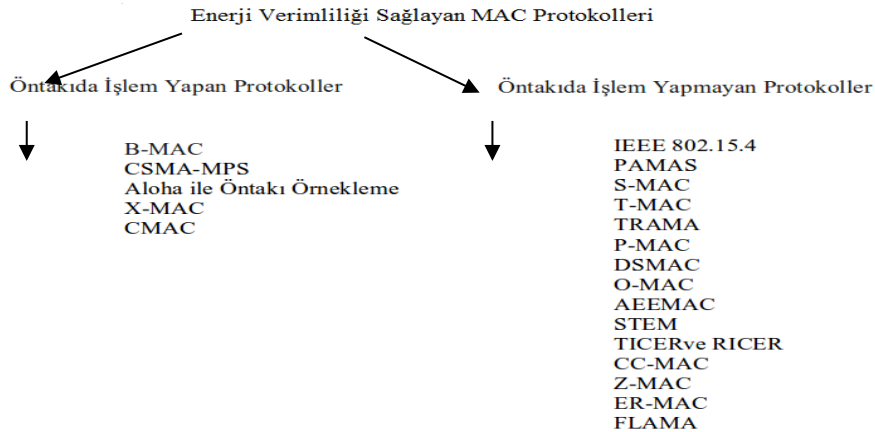 Enerji Verimliliği Sağlayan MAC Protokolleri
Öntakıda İşlem Yapan Protokoller
B-MAC
CSMA-MPS
Aloha ile Öntakı Örnekleme
X-MAC
CMAC
Öntakıda İşlem Yapmayan Protokoller
IEEE 802.15.4
PAMAS
S-MAC
T-MAC
TRAMA
P-MAC
DSMAC
O-MAC
AEEMAC
STEM
TICERve RICER
CC-MAC
Z-MAC
ER-MAC
FLAMA